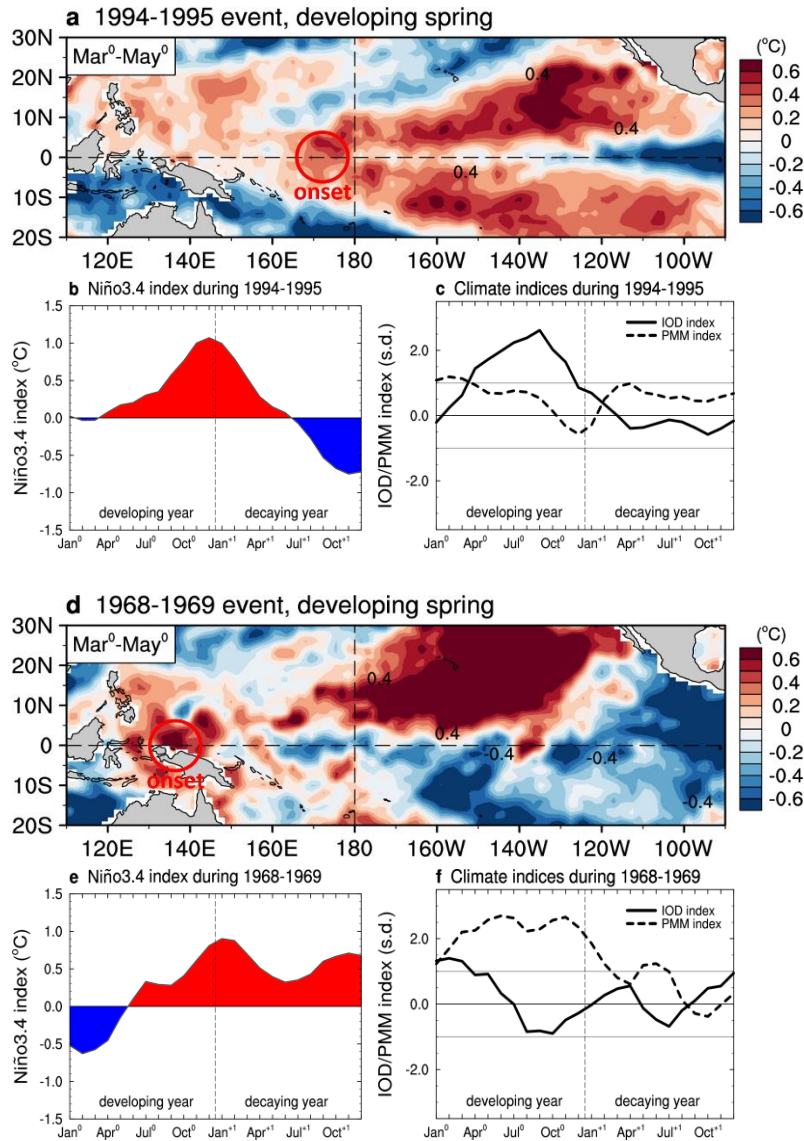 a 1994-1995 event, developing spring
30N
20N
10N
0
10S
20S
Mar⁰-May⁰
0.4
0.4
0.4
onset
120E 140E 160E 180 160W 140W 120W 100W
(°C)
0.6
0.4
0.2
0
-0.2
-0.4
-0.6
b Niño3.4 index during 1994-1995
Niño3.4 index (°C)
1.5
1.0
0.5
0.0
-0.5
-1.0
-1.5
developing year decaying year
Jan⁰ Apr⁰ Jul⁰ Oct⁰ Jan⁺¹ Apr⁺¹ Jul⁺¹ Oct⁺¹
c Climate indices during 1994-1995
IOD/PMM index (s.d.)
IOD index
PMM index
2.0
0.0
-2.0
developing year decaying year
Jan⁰ Apr⁰ Jul⁰ Oct⁰ Jan⁺¹ Apr⁺¹ Jul⁺¹ Oct⁺¹
d 1968-1969 event, developing spring
30N
20N
10N
0
10S
20S
Mar⁰-May⁰
0.4
0.4
-0.4
-0.4
-0.4
onset
120E 140E 160E 180 160W 140W 120W 100W
(°C)
0.6
0.4
0.2
0
-0.2
-0.4
-0.6
e Niño3.4 index during 1968-1969
Niño3.4 index (°C)
1.5
1.0
0.5
0.0
-0.5
-1.0
-1.5
developing year decaying year
Jan⁰ Apr⁰ Jul⁰ Oct⁰ Jan⁺¹ Apr⁺¹ Jul⁺¹ Oct⁺¹
f Climate indices during 1968-1969
IOD/PMM index (s.d.)
IOD index
PMM index
2.0
0.0
-2.0
developing year decaying year
Jan⁰ Apr⁰ Jul⁰ Oct⁰ Jan⁺¹ Apr⁺¹ Jul⁺¹ Oct⁺¹